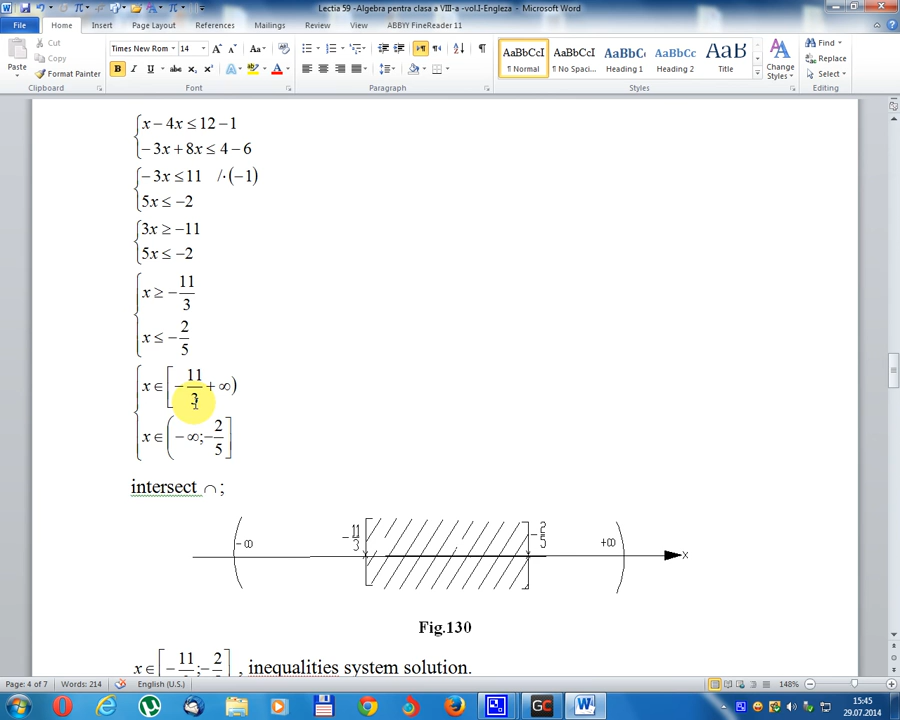 Lectia 59 -Algebra pentru clasa a VIII-a -vol.I-Engleza - Microsoft Word
File Home Insert Page Layout References Mailings Review View ABBYY FineReader 11
Paste
Cut
Copy
Format Painter
Clipboard
Times New Rom 14
Font
Paragraph
AaBbCcI AaBbCcI AaBbC AaBbCc AaB
¶ Normal ¶ No Spaci... Heading 1 Heading 2 Title
Change Styles
Styles
Find
Replace
Select
Editing
x − 4x ≤ 12 − 1
− 3x + 8x ≤ 4 − 6
− 3x ≤ 11 /·(−1)
5x ≤ −2
3x ≥ −11
5x ≤ −2
x ≥ − 11/3
x ≤ − 2/5
x ∈ [ − 11/3 + ∞ )
x ∈ ( − ∞; − 2/5 ]
intersect ∩ ;
−∞ − 11/3 − 2/5 +∞ x
Fig.130
x ∈ [ − 11/3 ; − 2/5 ] , inequalities system solution.
Page: 4 of 7 Words: 214 English (U.S.) 148%
15:45
29.07.2014